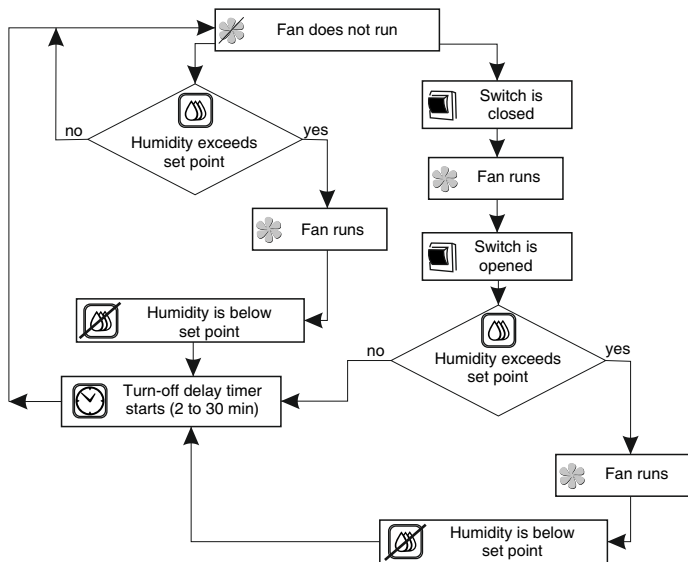 Fan does not run
Humidity exceeds
set point
no
yes
Fan runs
Humidity is below
set point
Turn-off delay timer
starts (2 to 30 min)
Switch is
closed
Fan runs
Switch is
opened
Humidity exceeds
set point
no
yes
Fan runs
Humidity is below
set point